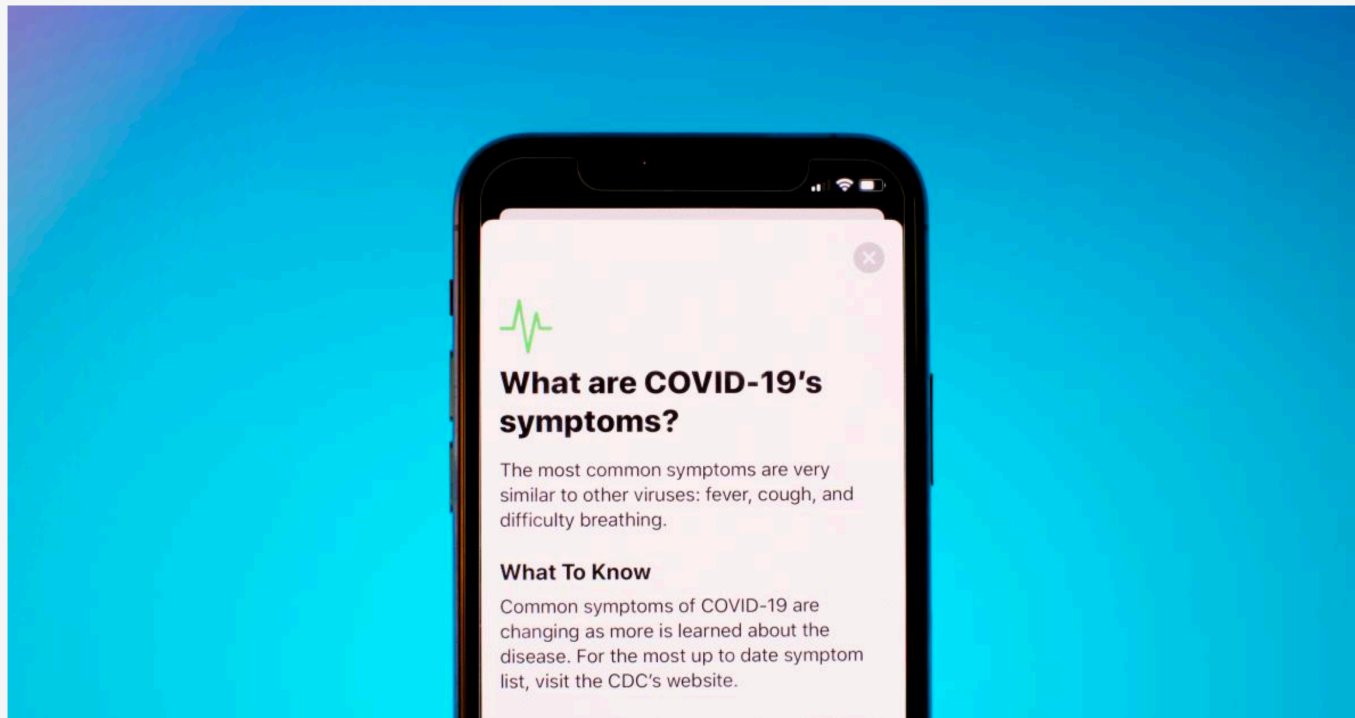 What are COVID-19's
symptoms?
The most common symptoms are very
similar to other viruses: fever, cough, and
difficulty breathing.
What To Know
Common symptoms of COVID-19 are
changing as more is learned about the
disease. For the most up to date symptom
list, visit the CDC's website.